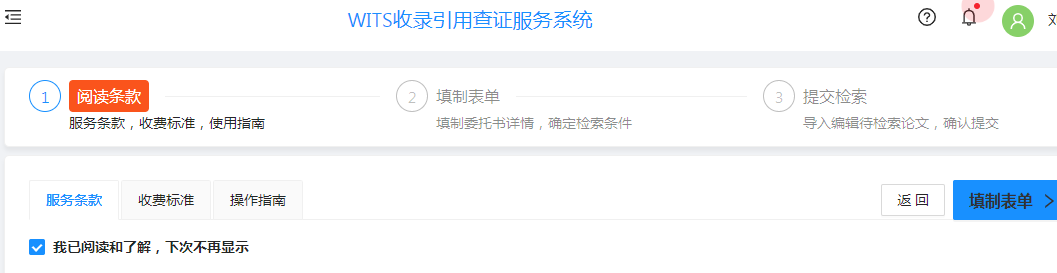 WITS收录引用查证服务系统
1 阅读条款
服务条款，收费标准，使用指南
2 填制表单
填制委托书详情，确定检索条件
3 提交检索
导入编辑待检索论文，确认提交
服务条款 收费标准 操作指南 返 回 填制表单
我已阅读和了解，下次不再显示